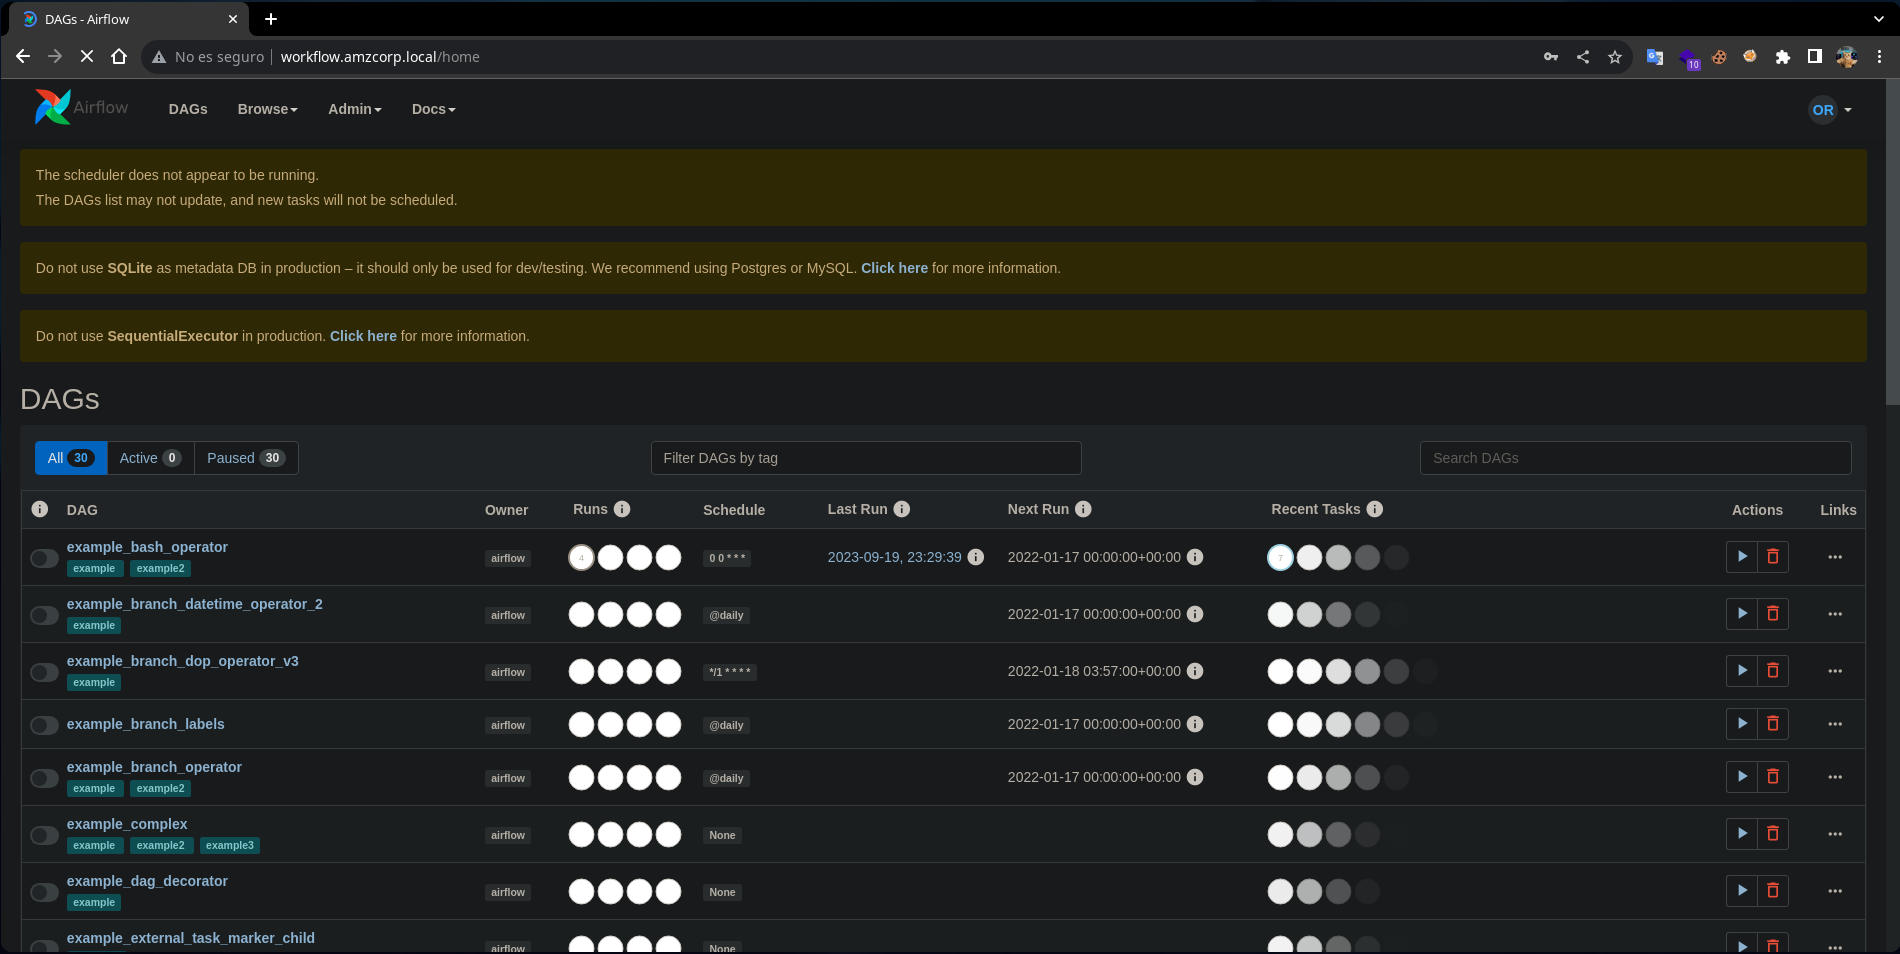 DAGs - Airflow
No es seguro workflow.amzcorp.local/home
10
Airflow DAGs Browse Admin Docs OR
The scheduler does not appear to be running.
The DAGs list may not update, and new tasks will not be scheduled.
Do not use SQLite as metadata DB in production – it should only be used for dev/testing. We recommend using Postgres or MySQL. Click here for more information.
Do not use SequentialExecutor in production. Click here for more information.
DAGs
All 30 Active 0 Paused 30 Filter DAGs by tag Search DAGs
DAG Owner Runs Schedule Last Run Next Run Recent Tasks Actions Links
example_bash_operator
example example2 airflow 4 0 0 * * * 2023-09-19, 23:29:39 2022-01-17 00:00:00+00:00 7
example_branch_datetime_operator_2
example airflow @daily 2022-01-17 00:00:00+00:00
example_branch_dop_operator_v3
example airflow */1 * * * * 2022-01-18 03:57:00+00:00
example_branch_labels airflow @daily 2022-01-17 00:00:00+00:00
example_branch_operator
example example2 airflow @daily 2022-01-17 00:00:00+00:00
example_complex
example example2 example3 airflow None
example_dag_decorator
example airflow None
example_external_task_marker_child
airflow None